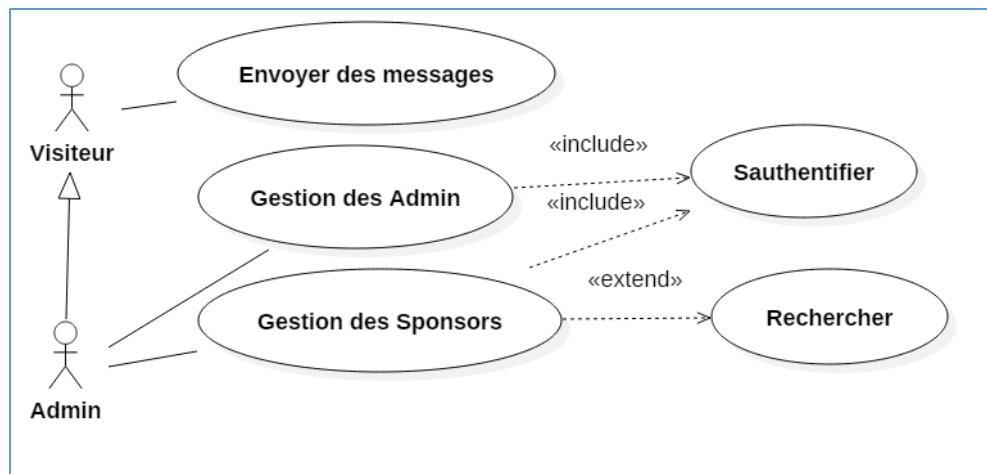 Envoyer des messages
Visiteur
«include»
Sauthentifier
Gestion des Admin
«include»
«extend»
Gestion des Sponsors
Rechercher
Admin